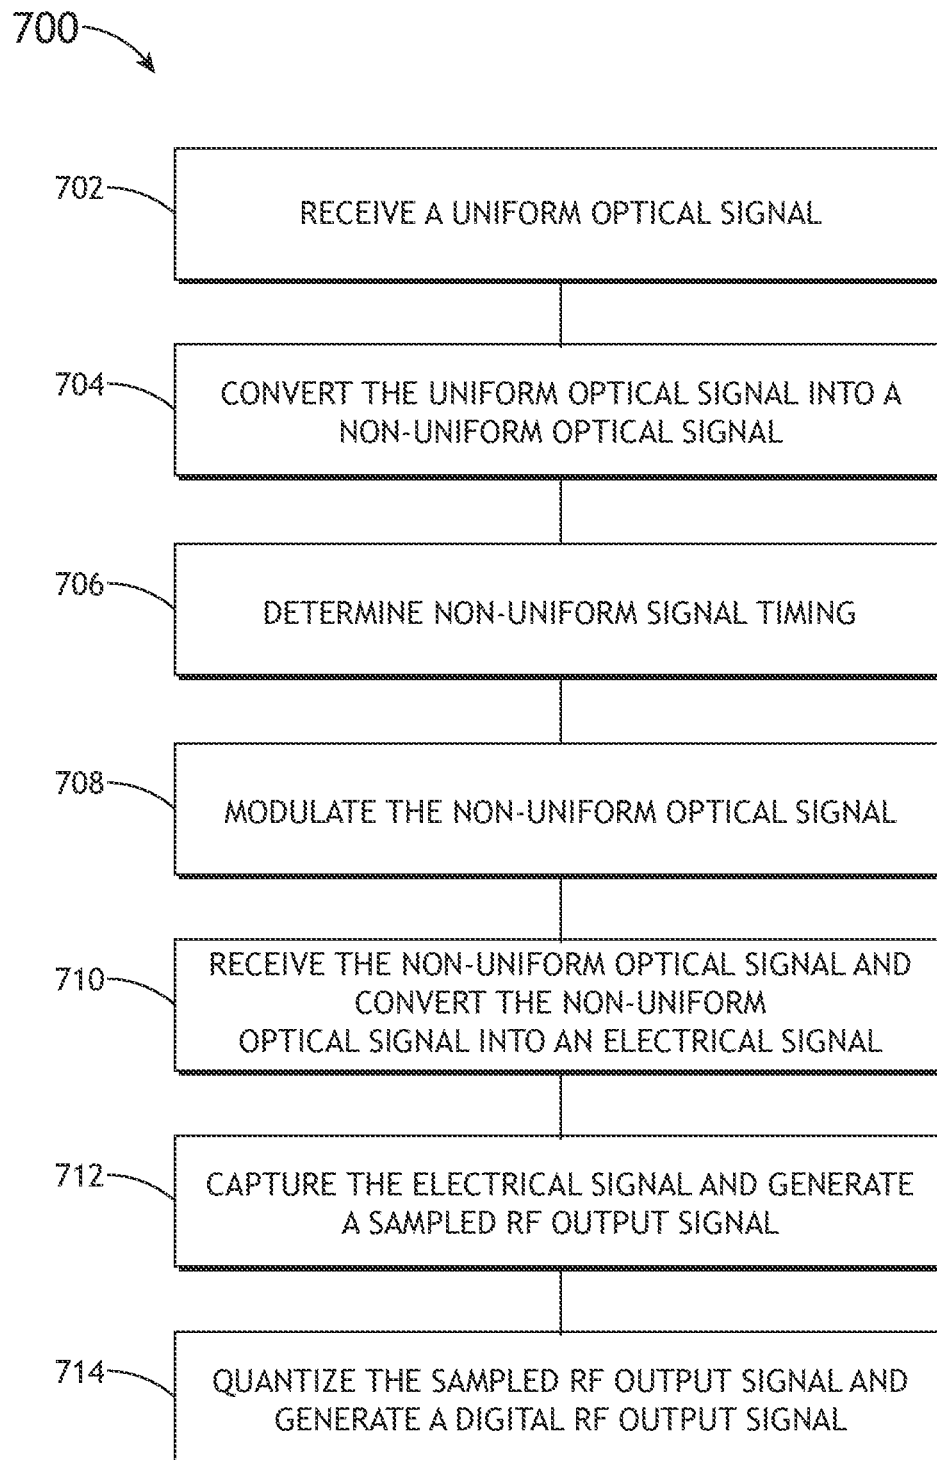 700
702
RECEIVE A UNIFORM OPTICAL SIGNAL
704
CONVERT THE UNIFORM OPTICAL SIGNAL INTO A
NON-UNIFORM OPTICAL SIGNAL
706
DETERMINE NON-UNIFORM SIGNAL TIMING
708
MODULATE THE NON-UNIFORM OPTICAL SIGNAL
710
RECEIVE THE NON-UNIFORM OPTICAL SIGNAL AND
CONVERT THE NON-UNIFORM
OPTICAL SIGNAL INTO AN ELECTRICAL SIGNAL
712
CAPTURE THE ELECTRICAL SIGNAL AND GENERATE
A SAMPLED RF OUTPUT SIGNAL
714
QUANTIZE THE SAMPLED RF OUTPUT SIGNAL AND
GENERATE A DIGITAL RF OUTPUT SIGNAL